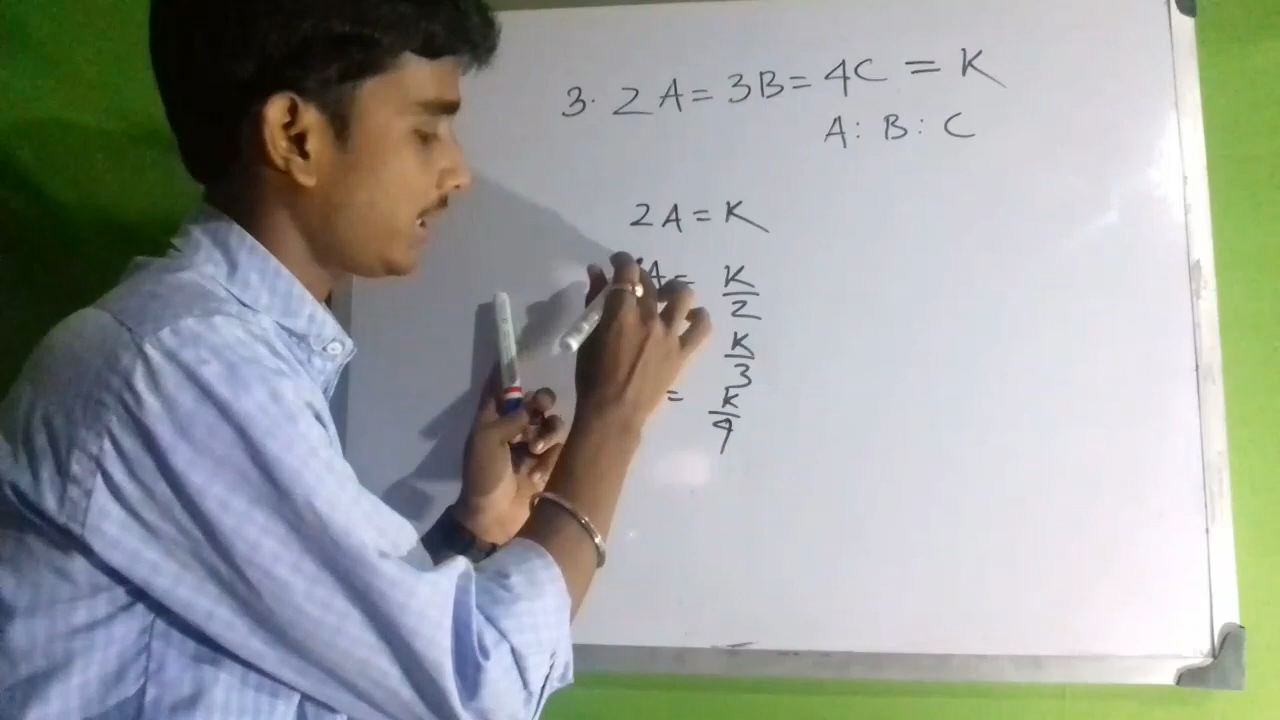 3. 2A = 3B = 4C = K
A : B : C
2A = K
A = K/2
K/3
= K/4